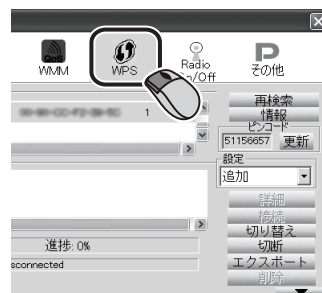 WMM
WPS
Radio
On/Off
その他
1
再検索
情報
ピンコード
51156657 更新
設定
追加
詳細
接続
切り替え
進捗: 0%
切断
sconnected
エクスポート
削除